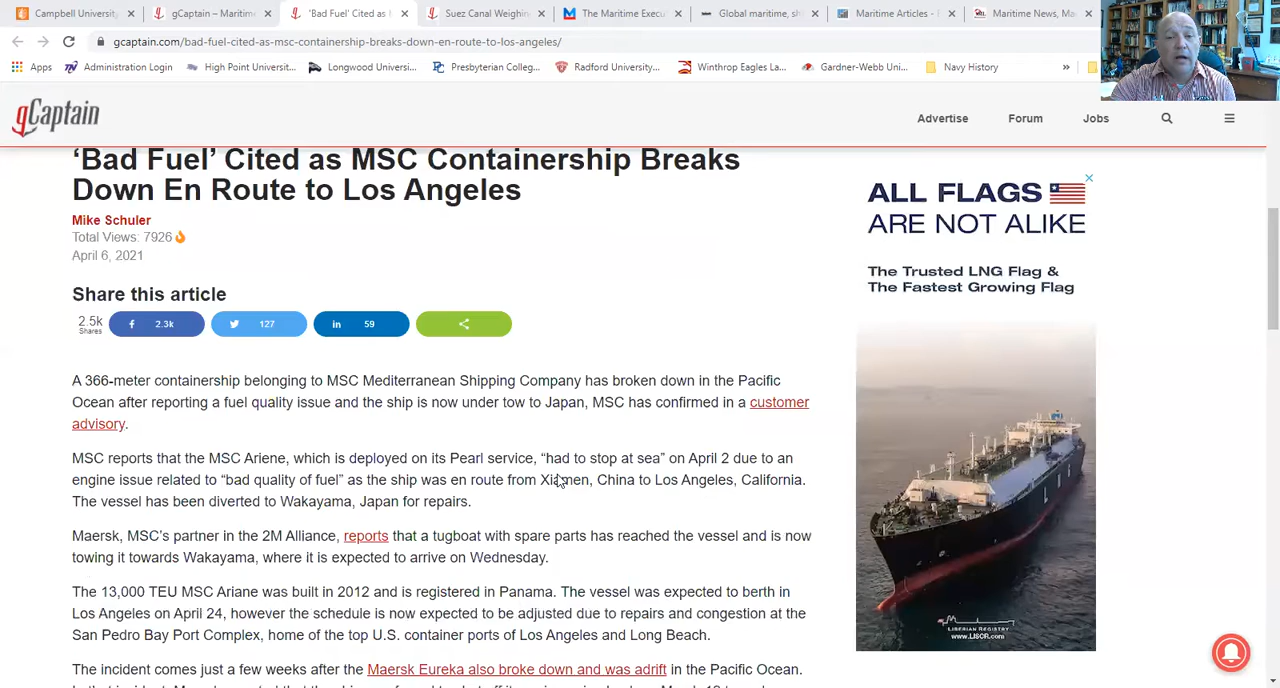 Campbell University
gCaptain – Maritim
'Bad Fuel' Cited as
Suez Canal Weighin
The Maritime Execu
Global maritime, sh
Maritime Articles -
Maritime News, Ma
gcaptain.com/bad-fuel-cited-as-msc-containership-breaks-down-en-route-to-los-angeles/
Apps
Administration Login
High Point Universit...
Longwood Universi...
Presbyterian Colleg...
Radford University...
Winthrop Eagles La...
Gardner-Webb Uni...
Navy History
»
gCaptain
Advertise
Forum
Jobs
'Bad Fuel' Cited as MSC Containership Breaks
Down En Route to Los Angeles
Mike Schuler
Total Views: 7926
April 6, 2021
Share this article
2.5k
Shares
2.3k
127
59
A 366-meter containership belonging to MSC Mediterranean Shipping Company has broken down in the Pacific
Ocean after reporting a fuel quality issue and the ship is now under tow to Japan, MSC has confirmed in a customer
advisory.
MSC reports that the MSC Ariene, which is deployed on its Pearl service, “had to stop at sea” on April 2 due to an
engine issue related to “bad quality of fuel” as the ship was en route from Xiamen, China to Los Angeles, California.
The vessel has been diverted to Wakayama, Japan for repairs.
Maersk, MSC's partner in the 2M Alliance, reports that a tugboat with spare parts has reached the vessel and is now
towing it towards Wakayama, where it is expected to arrive on Wednesday.
The 13,000 TEU MSC Ariane was built in 2012 and is registered in Panama. The vessel was expected to berth in
Los Angeles on April 24, however the schedule is now expected to be adjusted due to repairs and congestion at the
San Pedro Bay Port Complex, home of the top U.S. container ports of Los Angeles and Long Beach.
The incident comes just a few weeks after the Maersk Eureka also broke down and was adrift in the Pacific Ocean.
ALL FLAGS
ARE NOT ALIKE
The Trusted LNG Flag &
The Fastest Growing Flag
LIBERIAN REGISTRY
www.LISCR.com